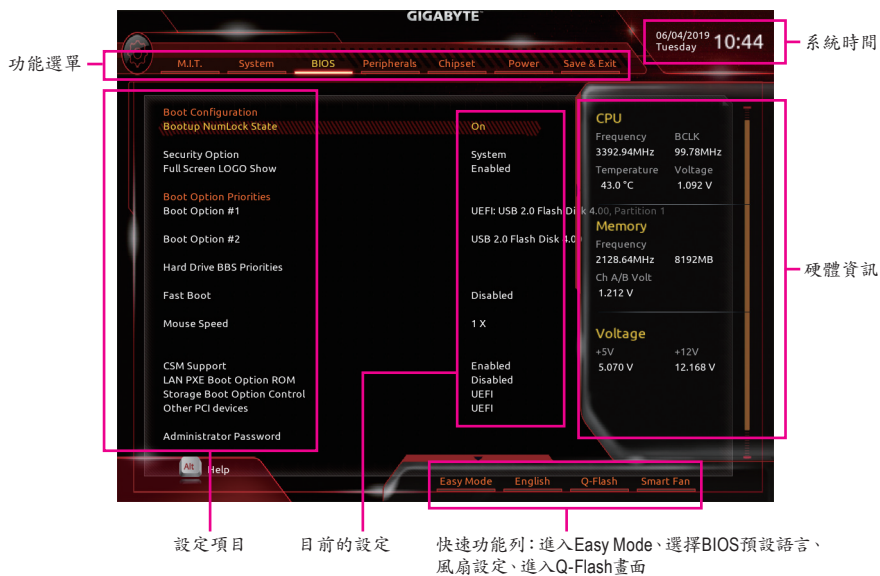 GIGABYTE™
06/04/2019
Tuesday
10:44
系統時間
功能選單
M.I.T. System BIOS Peripherals Chipset Power Save & Exit
Boot Configuration
Bootup NumLock State On
Security Option System
Full Screen LOGO Show Enabled
Boot Option Priorities
Boot Option #1 UEFI: USB 2.0 Flash Disk 4.00, Partition 1
Boot Option #2 USB 2.0 Flash Disk 4.00
Hard Drive BBS Priorities
Fast Boot Disabled
Mouse Speed 1 X
CSM Support Enabled
LAN PXE Boot Option ROM Disabled
Storage Boot Option Control UEFI
Other PCI devices UEFI
Administrator Password
CPU
Frequency BCLK
3392.94MHz 99.78MHz
Temperature Voltage
43.0 °C 1.092 V
Memory
Frequency
2128.64MHz 8192MB
Ch A/B Volt
1.212 V
Voltage
+5V +12V
5.070 V 12.168 V
硬體資訊
Alt Help
Easy Mode English Q-Flash Smart Fan
設定項目
目前的設定
快速功能列：進入Easy Mode、選擇BIOS預設語言、
風扇設定、進入Q-Flash畫面